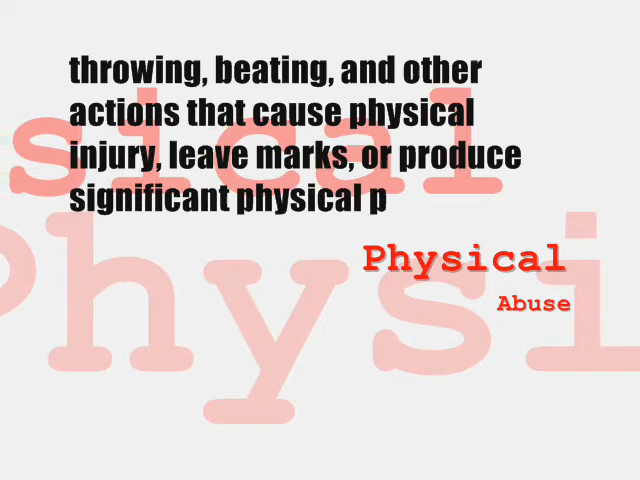 throwing, beating, and other
actions that cause physical
injury, leave marks, or produce
significant physical p
Physical
Abuse
sical
Physi